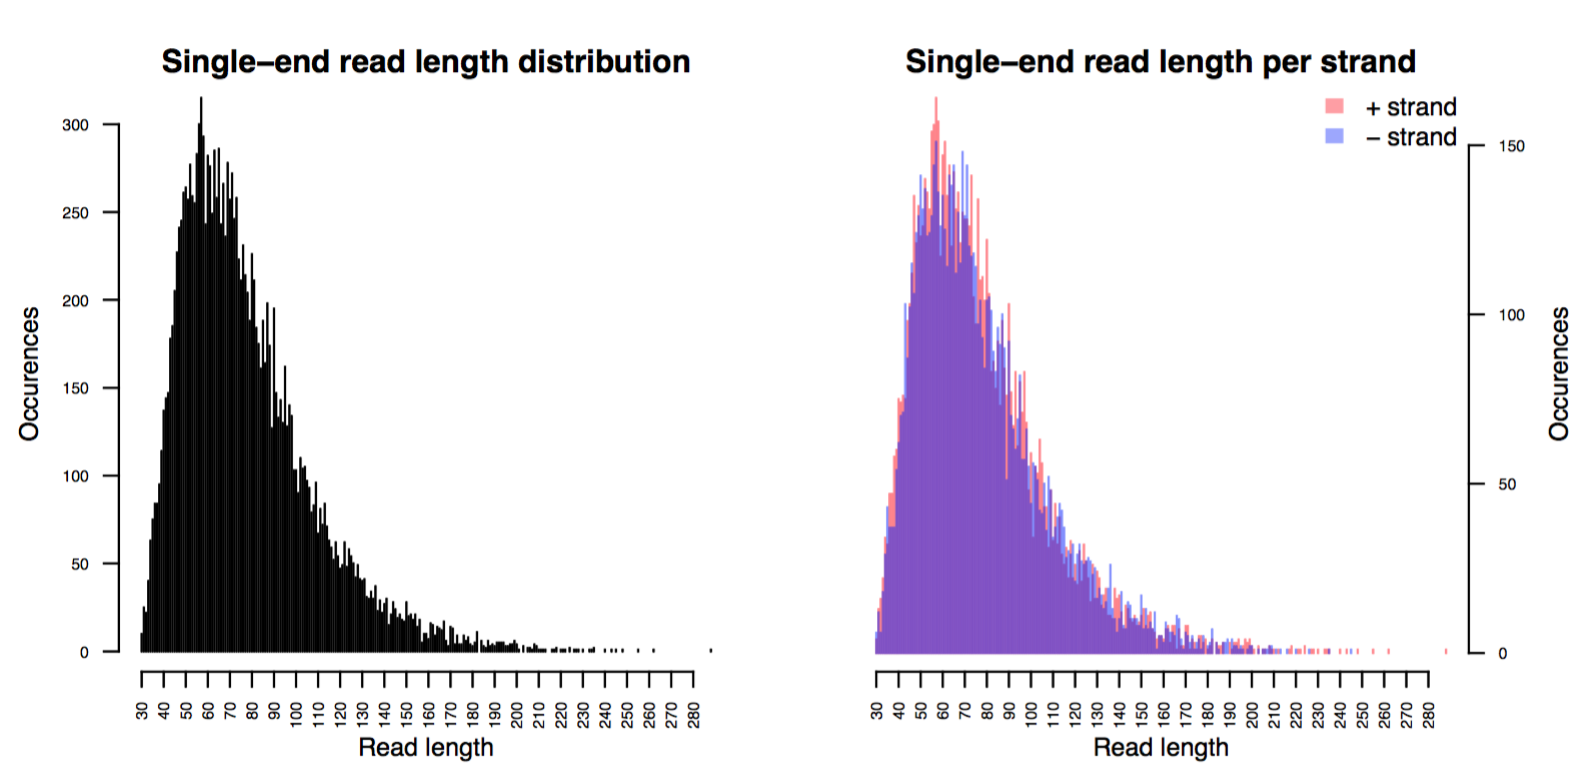 Single−end read length distribution
Occurences
300
250
200
150
100
50
0
30 40 50 60 70 80 90 100 110 120 130 140 150 160 170 180 190 200 210 220 230 240 250 260 270 280
Read length
Single−end read length per strand
+ strand
− strand
150
100
50
0
Occurences
30 40 50 60 70 80 90 100 110 120 130 140 150 160 170 180 190 200 210 220 230 240 250 260 270 280
Read length